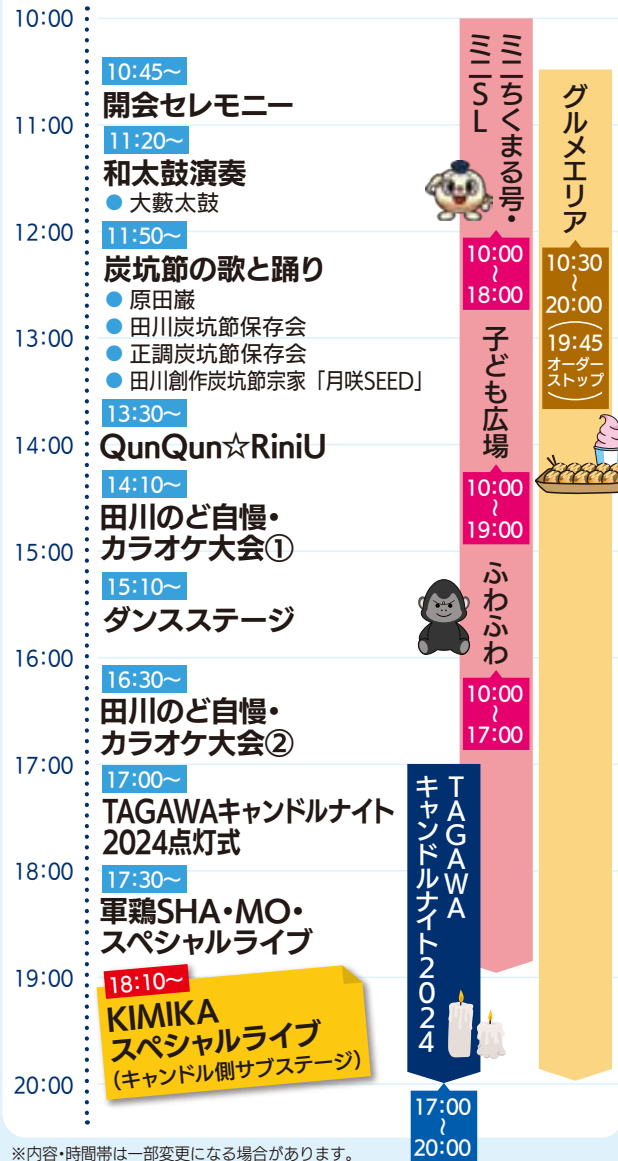 10:00
11:00
12:00
13:00
14:00
15:00
16:00
17:00
18:00
19:00
20:00
10:45～
開会セレモニー
11:20～
和太鼓演奏
● 大藪太鼓
11:50～
炭坑節の歌と踊り
● 原田巌
● 田川炭坑節保存会
● 正調炭坑節保存会
● 田川創作炭坑節宗家「月咲SEED」
13:30～
QunQun☆RiniU
14:10～
田川のど自慢・
カラオケ大会①
15:10～
ダンスステージ
16:30～
田川のど自慢・
カラオケ大会②
17:00～
TAGAWAキャンドルナイト
2024点灯式
17:30～
軍鶏SHA・MO・
スペシャルライブ
18:10～
KIMIKA
スペシャルライブ
(キャンドル側サブステージ)
ミニちくまる号・
ミニSL
10:00
～
18:00
子ども広場
10:00
～
19:00
ふわふわ
10:00
～
17:00
グルメエリア
10:30
～
20:00
(19:45
オーダー
ストップ)
TAGAWA
キャンドルナイト2024
17:00
～
20:00
※内容・時間帯は一部変更になる場合があります。